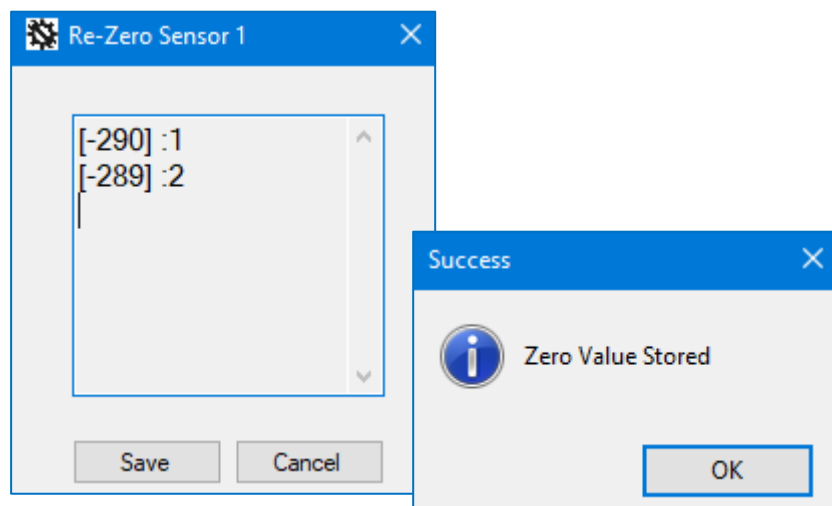 Re-Zero Sensor 1
[-290] :1
[-289] :2
Save
Cancel
Success
Zero Value Stored
OK